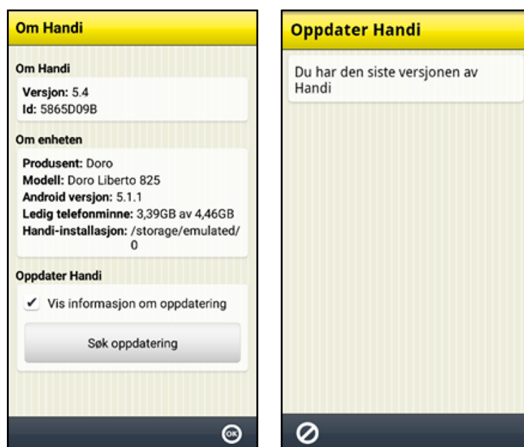 Om Handi
Om Handi
Versjon: 5.4
Id: 5865D09B
Om enheten
Produsent: Doro
Modell: Doro Liberto 825
Android versjon: 5.1.1
Ledig telefonminne: 3,39GB av 4,46GB
Handi-installasjon: /storage/emulated/
0
Oppdater Handi
Vis informasjon om oppdatering
Søk oppdatering
OK
Oppdater Handi
Du har den siste versjonen av
Handi